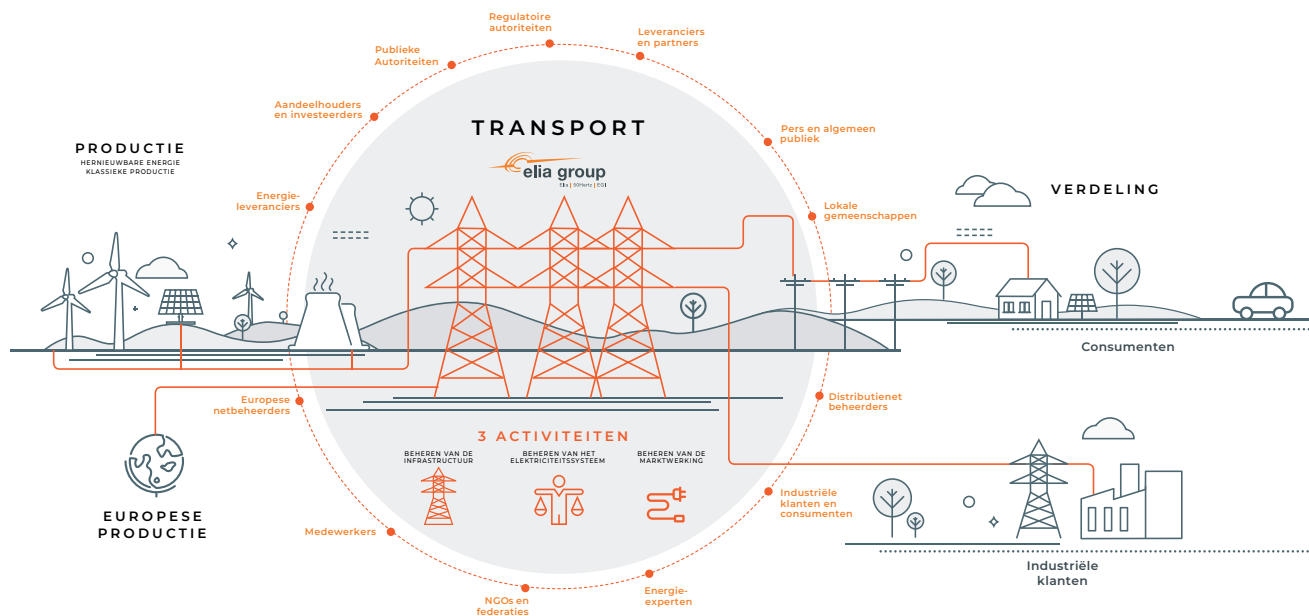 Regulatoire
autoriteiten
Leveranciers
en partners
Publieke
Autoriteiten
Aandeelhouders
en investeerders
TRANSPORT
Pers en algemeen
publiek
PRODUCTIE
HERNIEUWBARE ENERGIE
KLASSIEKE PRODUCTIE
elia group
Elia | 50Hertz | EGI
VERDELING
Energie-
leveranciers
Lokale
gemeenschappen
Consumenten
Europese
netbeheerders
Distributienet
beheerders
3 ACTIVITEITEN
BEHEREN VAN DE
INFRASTRUCTUUR
BEHEREN VAN HET
ELEKTRICITEITSSYSTEEM
BEHEREN VAN DE
MARKTWERKING
EUROPESE
PRODUCTIE
Industriële
klanten en
consumenten
Medewerkers
Industriële
klanten
NGOs en
federaties
Energie-
experten